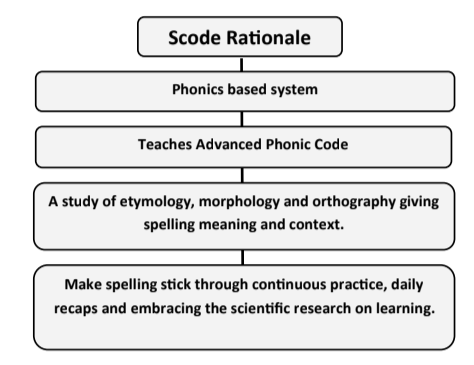 Scode Rationale
Phonics based system
Teaches Advanced Phonic Code
A study of etymology, morphology and orthography giving
spelling meaning and context.
Make spelling stick through continuous practice, daily
recaps and embracing the scientific research on learning.